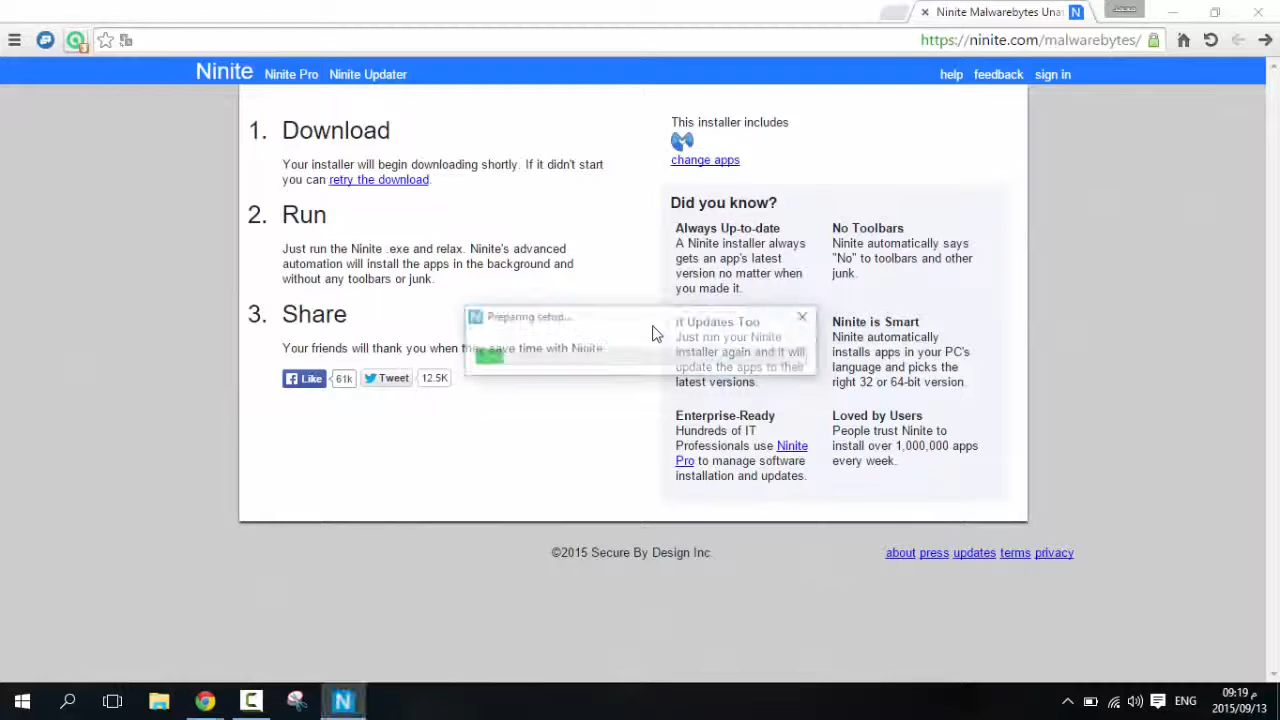 Ninite Malwarebytes Una
https://ninite.com/malwarebytes/
Ninite
Ninite Pro
Ninite Updater
help
feedback
sign in
1. Download
Your installer will begin downloading shortly. If it didn't start
you can retry the download.
2. Run
Just run the Ninite .exe and relax. Ninite's advanced
automation will install the apps in the background and
without any toolbars or junk.
3. Share
Your friends will thank you when they save time with Ninite.
Like
61k
Tweet
12.5K
Preparing setup...
This installer includes
change apps
Did you know?
Always Up-to-date
A Ninite installer always
gets an app's latest
version no matter when
you made it.
No Toolbars
Ninite automatically says
"No" to toolbars and other
junk.
It Updates Too
Just run your Ninite
installer again and it will
update the apps to their
latest versions.
Ninite is Smart
Ninite automatically
installs apps in your PC's
language and picks the
right 32 or 64-bit version.
Enterprise-Ready
Hundreds of IT
Professionals use Ninite
Pro to manage software
installation and updates.
Loved by Users
People trust Ninite to
install over 1,000,000 apps
every week.
©2015 Secure By Design Inc
about press updates terms privacy
ENG
09:19 م
2015/09/13